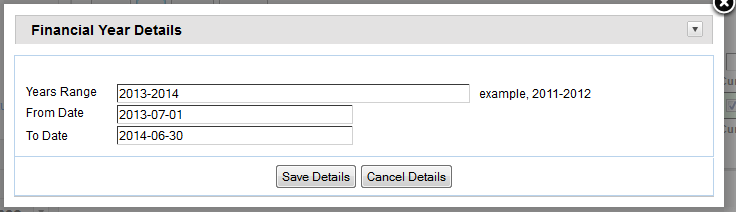 Financial Year Details
Years Range 2013-2014 example, 2011-2012
From Date 2013-07-01
To Date 2014-06-30
Save Details Cancel Details